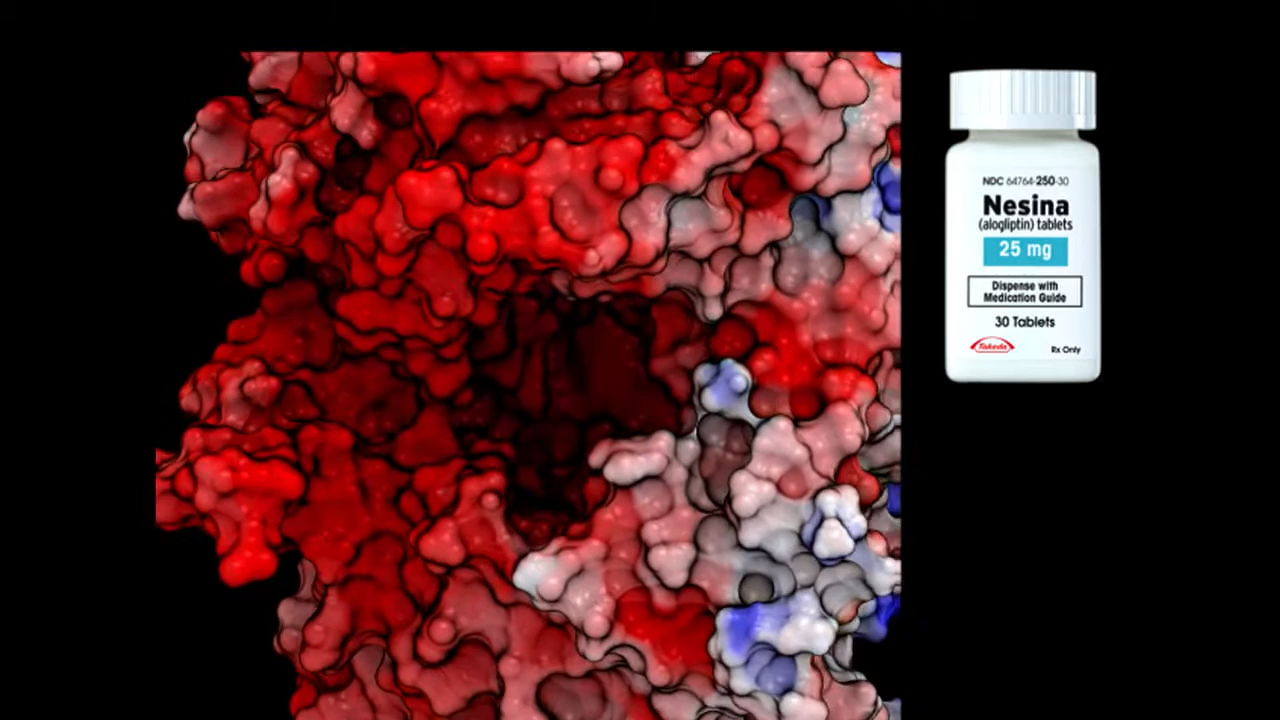 NDC 64764-250-30
Nesina
(alogliptin) tablets
25 mg
Dispense with
Medication Guide
30 Tablets
Takeda
Rx Only